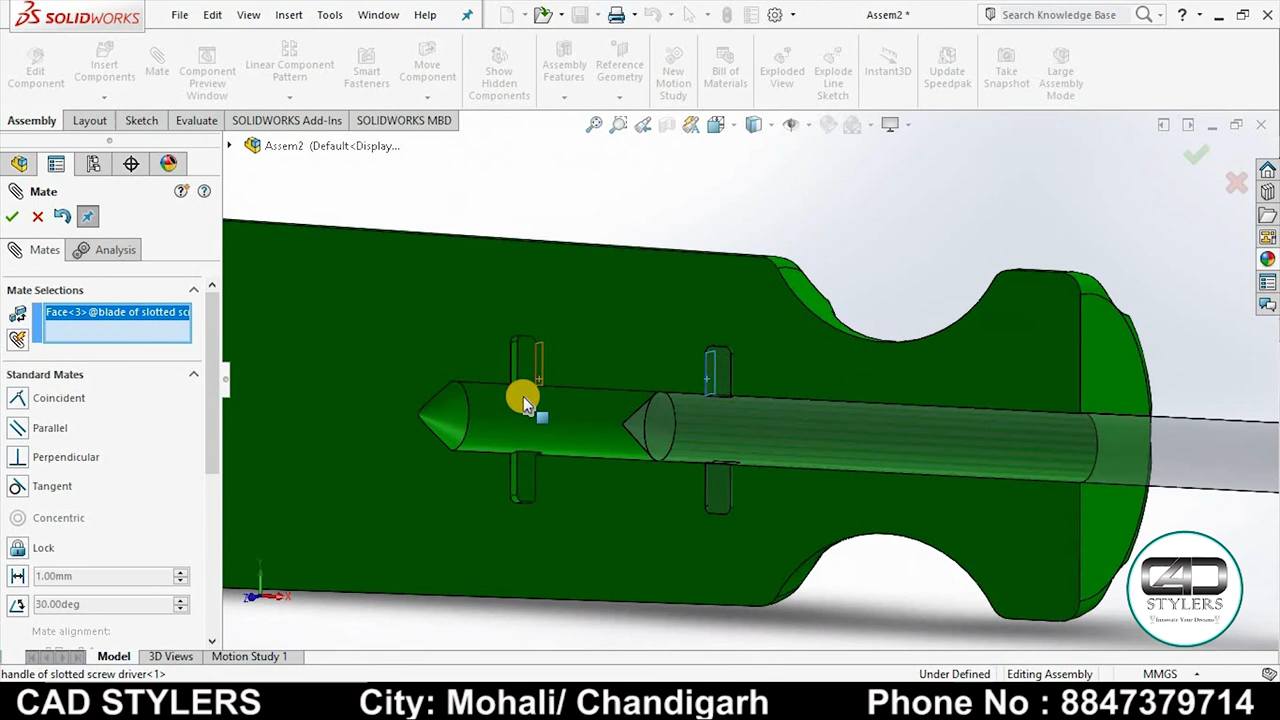 SOLIDWORKS
File Edit View Insert Tools Window Help
Assem2 *
Search Knowledge Base
Edit Component
Insert Components
Mate
Component Preview Window
Linear Component Pattern
Smart Fasteners
Move Component
Show Hidden Components
Assembly Features
Reference Geometry
New Motion Study
Bill of Materials
Exploded View
Explode Line Sketch
Instant3D
Update Speedpak
Take Snapshot
Large Assembly Mode
Assembly Layout Sketch Evaluate SOLIDWORKS Add-Ins SOLIDWORKS MBD
Assem2 (Default<Display...
Mate
Mates Analysis
Mate Selections
Face<3>@blade of slotted scr
Standard Mates
Coincident
Parallel
Perpendicular
Tangent
Concentric
Lock
1.00mm
30.00deg
Mate alignment:
Y
Z X
CAD
STYLERS
Innovate Your Dreams
Model 3D Views Motion Study 1
handle of slotted screw driver<1>
Under Defined Editing Assembly MMGS
CAD STYLERS City: Mohali/ Chandigarh Phone No : 8847379714